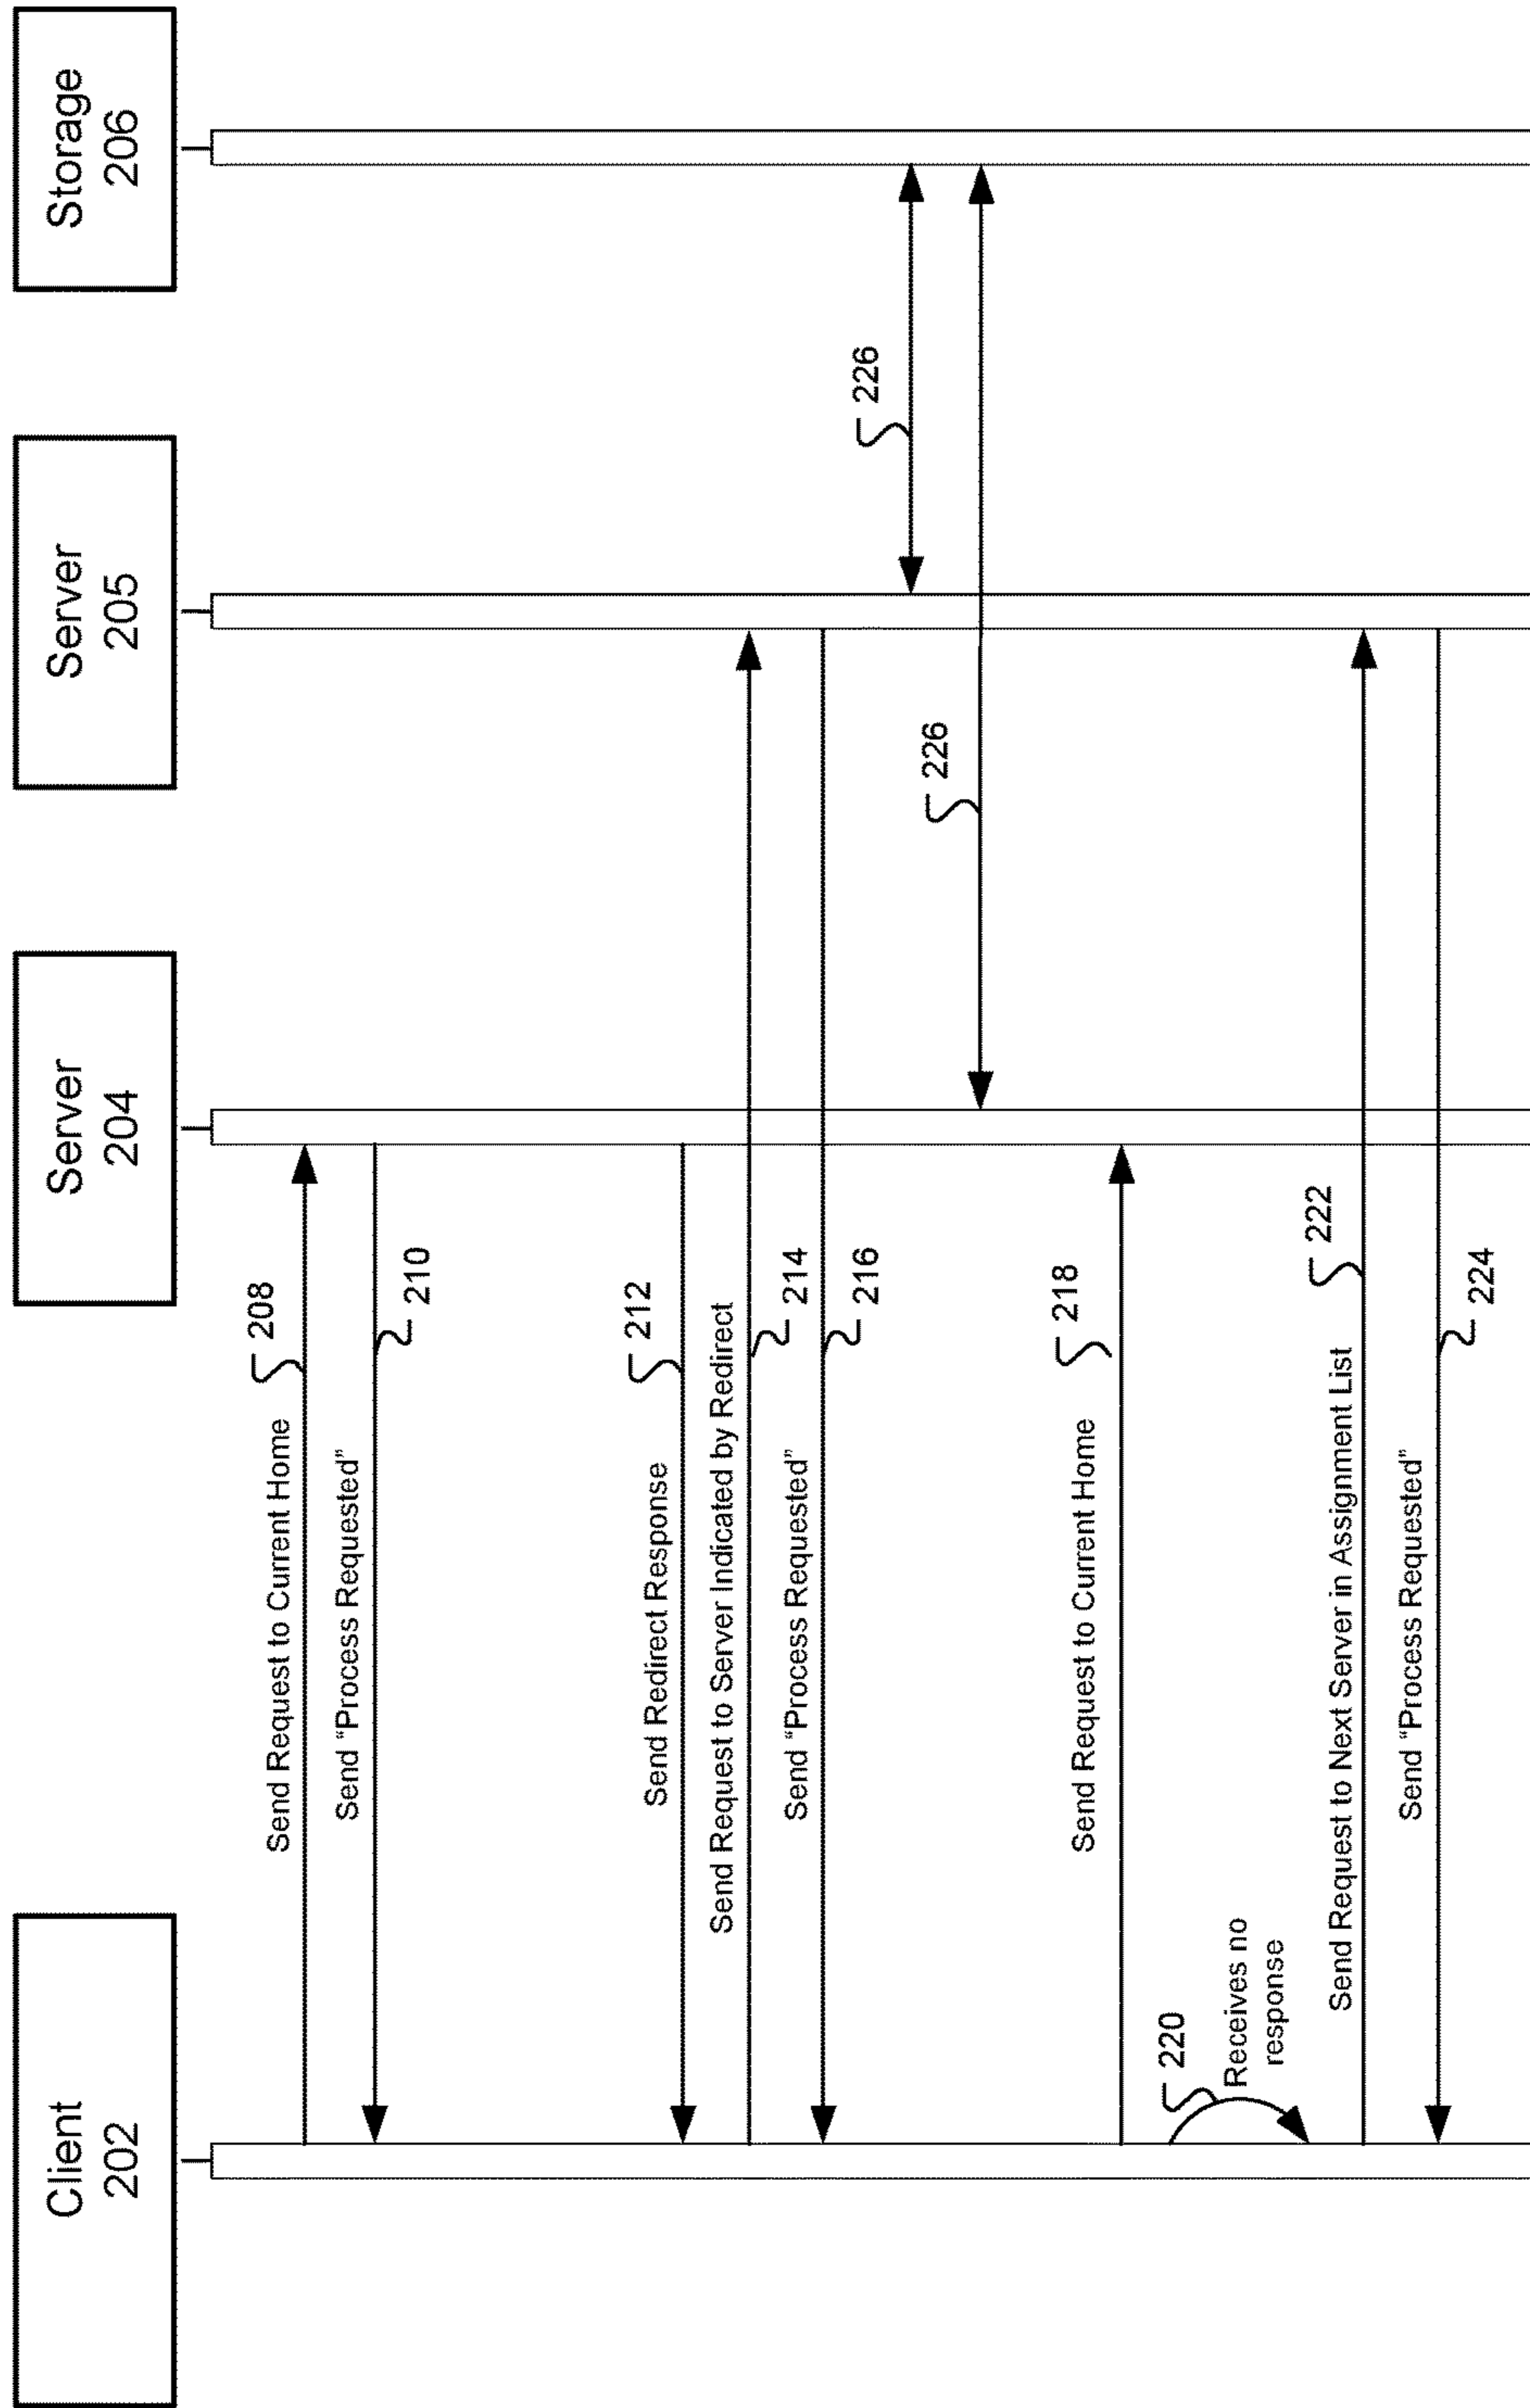 Client
202
Server
204
Server
205
Storage
206
Send Request to Current Home
208
Send “Process Requested”
210
Send Redirect Response
212
Send Request to Server Indicated by Redirect
214
Send “Process Requested”
216
226
226
Send Request to Current Home
218
220
Receives no
response
Send Request to Next Server in Assignment List
222
Send “Process Requested”
224